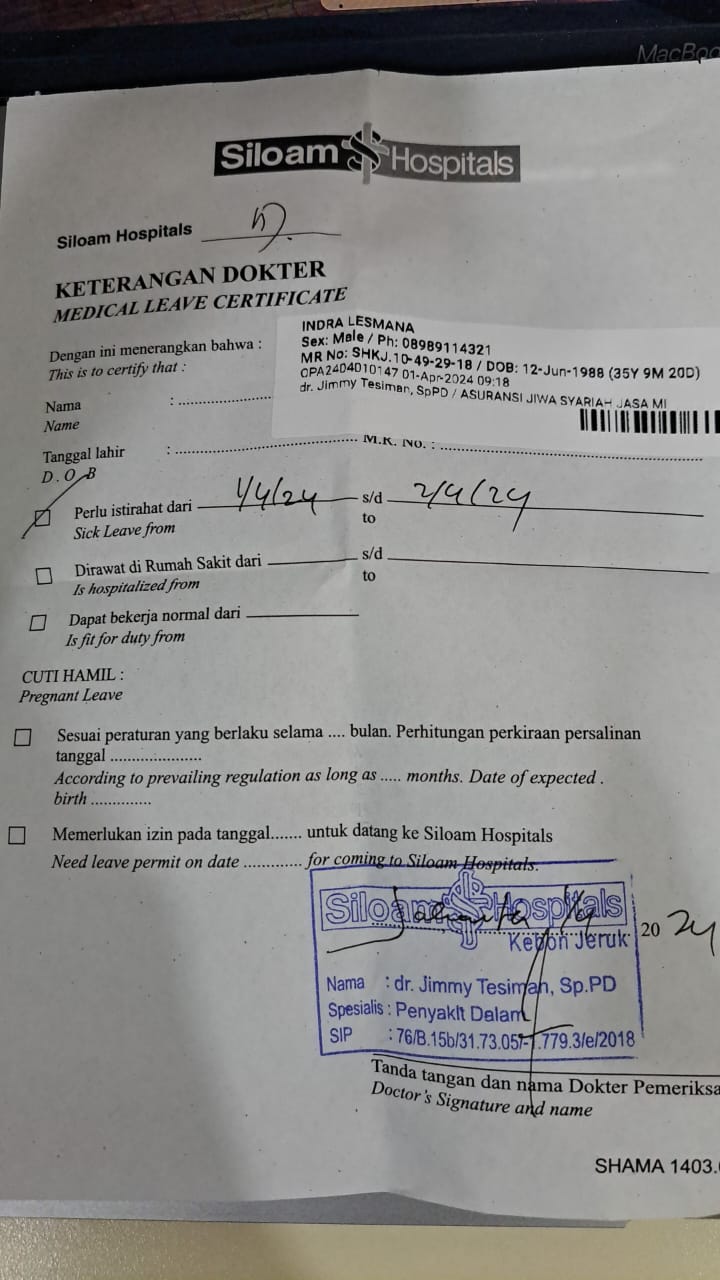 MacBoo
Siloam Hospitals
Siloam Hospitals
KETERANGAN DOKTER
MEDICAL LEAVE CERTIFICATE
Dengan ini menerangkan bahwa :
This is to certify that :
INDRA LESMANA
Sex: Male / Ph: 08989114321
MR No: SHKJ.10-49-29-18 / DOB: 12-Jun-1988 (35Y 9M 20D)
OPA2404010147 01-Apr-2024 09:18
dr. Jimmy Tesiman, SpPD / ASURANSI JIWA SYARIAH JASA MI
Nama : ....................
Name
Tanggal lahir : ........................................ M.R. No. : ........................................
D.O.B
Perlu istirahat dari 1/4/24 s/d 2/4/24
Sick Leave from to
Dirawat di Rumah Sakit dari s/d
Is hospitalized from to
Dapat bekerja normal dari
Is fit for duty from
CUTI HAMIL :
Pregnant Leave
Sesuai peraturan yang berlaku selama .... bulan. Perhitungan perkiraan persalinan
tanggal ......................
According to prevailing regulation as long as ..... months. Date of expected .
birth ..............
Memerlukan izin pada tanggal....... untuk datang ke Siloam Hospitals
Need leave permit on date ............. for coming to Siloam Hospitals.
Siloam Hospitals
Kebon Jeruk
2024
Nama : dr. Jimmy Tesiman, Sp.PD
Spesialis : Penyakit Dalam
SIP : 76/B.15b/31.73.05/-1.779.3/e/2018
Tanda tangan dan nama Dokter Pemeriksa
Doctor's Signature and name
SHAMA 1403.